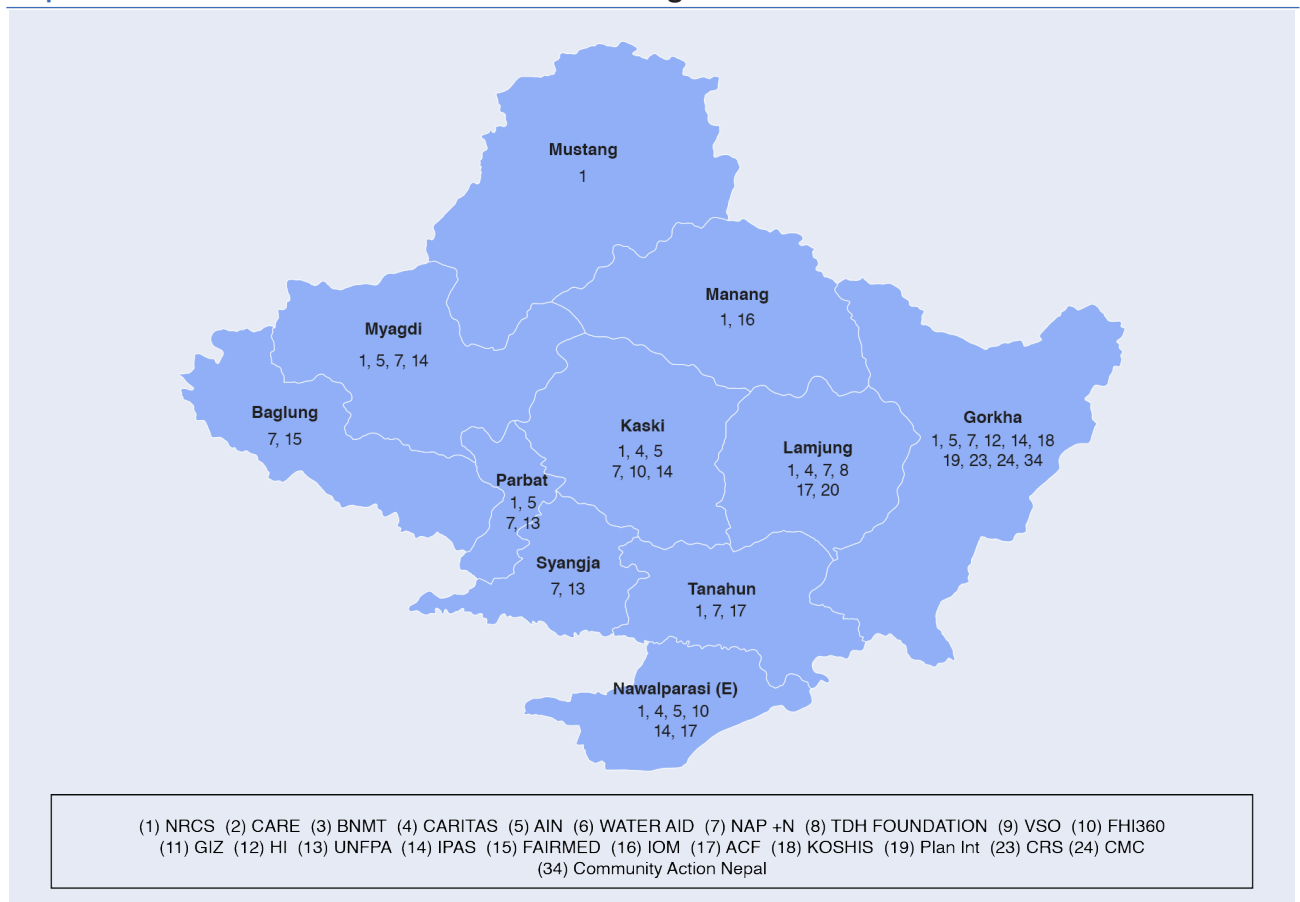 Mustang
1
Manang
1, 16
Myagdi
1, 5, 7, 14
Baglung
7, 15
Kaski
1, 4, 5
7, 10, 14
Lamjung
1, 4, 7, 8
17, 20
Gorkha
1, 5, 7, 12, 14, 18
19, 23, 24, 34
Parbat
1, 5
7, 13
Syangja
7, 13
Tanahun
1, 7, 17
Nawalparasi (E)
1, 4, 5, 10
14, 17
(1) NRCS (2) CARE (3) BNMT (4) CARITAS (5) AIN (6) WATER AID (7) NAP +N (8) TDH FOUNDATION (9) VSO (10) FHI360
(11) GIZ (12) HI (13) UNFPA (14) IPAS (15) FAIRMED (16) IOM (17) ACF (18) KOSHIS (19) Plan Int (23) CRS (24) CMC
(34) Community Action Nepal